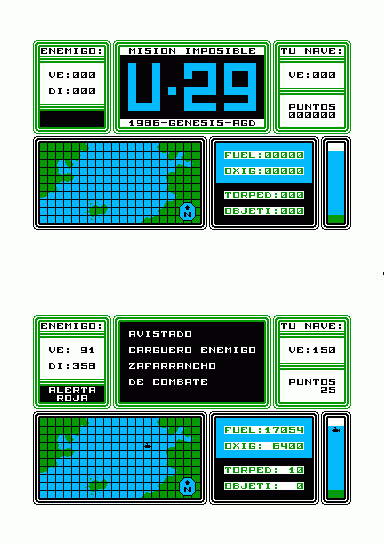 ENEMIGO:
MISION IMPOSIBLE
TU NAVE:
VE:000
DI:000
U-29
VE:000
PUNTOS
000000
1986-GENESIS-AGD
FUEL:00000
OXIG:00000
TORPED:000
OBJETI:000
N
ENEMIGO:
AVISTADO
CARGUERO ENEMIGO
ZAFARRANCHO
DE COMBATE
TU NAVE:
VE: 91
DI:358
VE:150
ALERTA
ROJA
PUNTOS
25
FUEL:17054
OXIG: 6400
TORPED: 10
OBJETI: 0
N